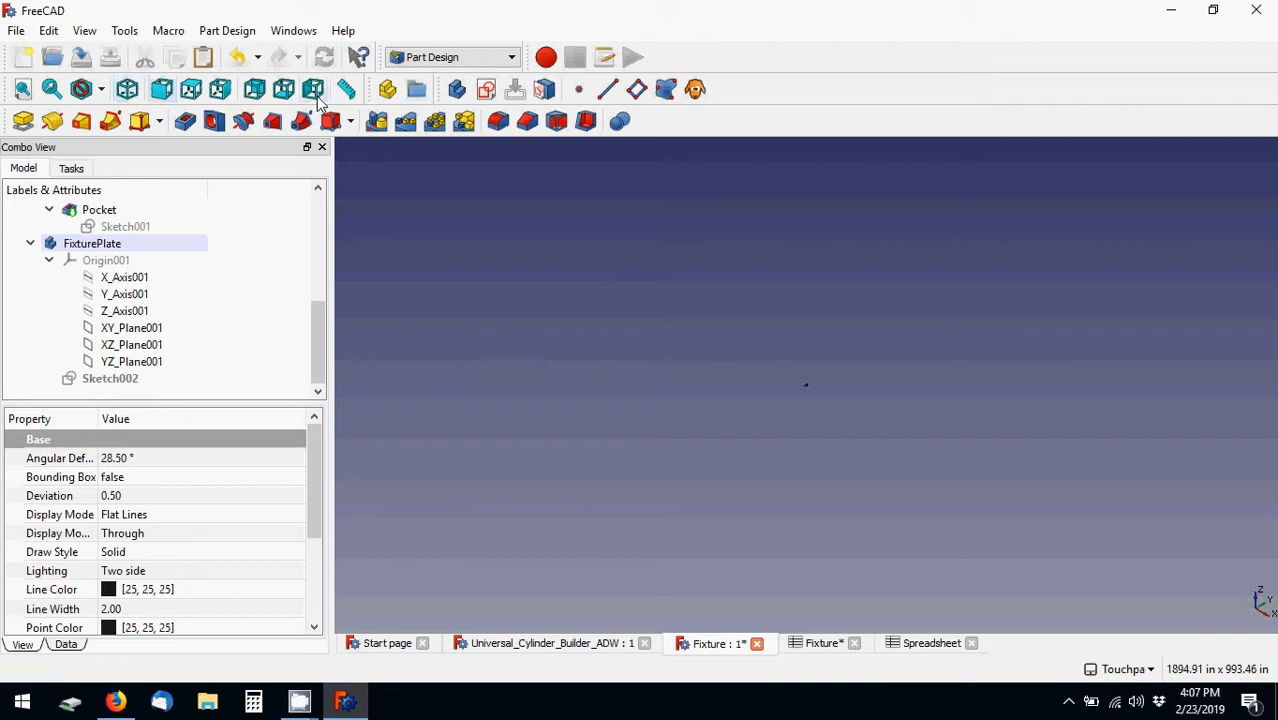 FreeCAD
File Edit View Tools Macro Part Design Windows Help
Part Design
Combo View
Model Tasks
Labels & Attributes
Pocket
Sketch001
FixturePlate
Origin001
X_Axis001
Y_Axis001
Z_Axis001
XY_Plane001
XZ_Plane001
YZ_Plane001
Sketch002
Property Value
Base
Angular Def... 28.50 °
Bounding Box false
Deviation 0.50
Display Mode Flat Lines
Display Mo... Through
Draw Style Solid
Lighting Two side
Line Color [25, 25, 25]
Line Width 2.00
Point Color [25, 25, 25]
View Data
Z
Y
X
Start page Universal_Cylinder_Builder_ADW : 1 Fixture : 1* Fixture* Spreadsheet
Touchpa 1894.91 in x 993.46 in
4:07 PM
2/23/2019
1